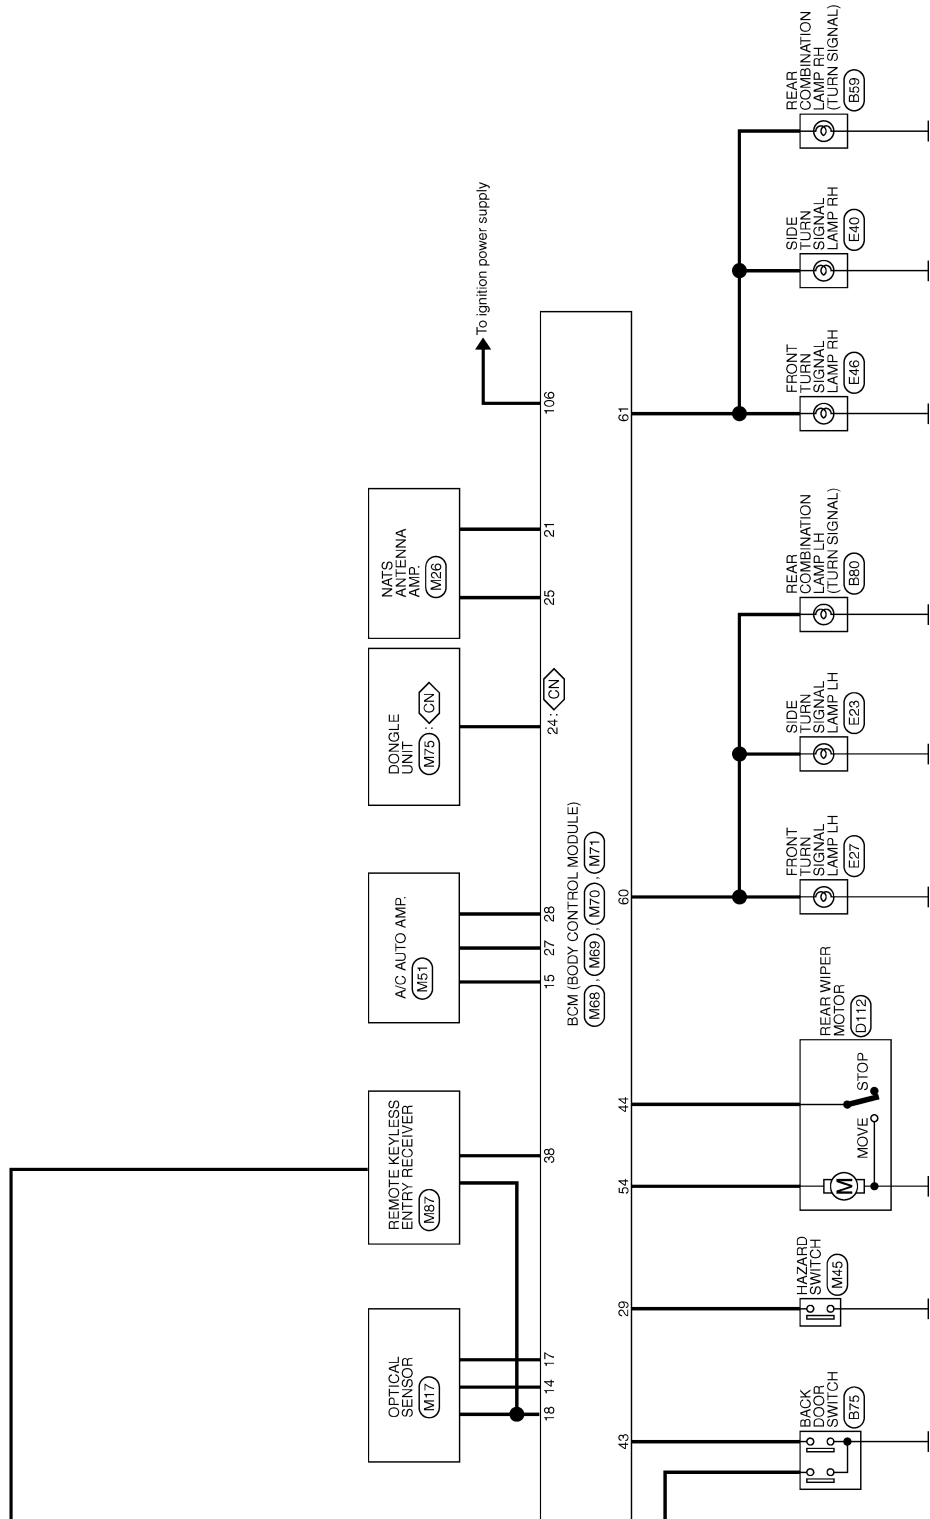 To ignition power supply
NATS
ANTENNA
AMP.
M26
DONGLE
UNIT
M75 : CN
A/C AUTO AMP.
M51
REMOTE KEYLESS
ENTRY RECEIVER
M87
OPTICAL
SENSOR
M17
106
21
25
24 : CN
28
27
15
38
17
14
18
BCM (BODY CONTROL MODULE)
M68 , M69 , M70 , M71
61
60
44
54
29
43
REAR
COMBINATION
LAMP RH
(TURN SIGNAL)
B59
SIDE
TURN
SIGNAL
LAMP RH
E40
FRONT
TURN
SIGNAL
LAMP RH
E46
REAR
COMBINATION
LAMP LH
(TURN SIGNAL)
B80
SIDE
TURN
SIGNAL
LAMP LH
E23
FRONT
TURN
SIGNAL
LAMP LH
E27
REAR WIPER
MOTOR
D112
STOP
MOVE
M
HAZARD
SWITCH
M45
BACK
DOOR
SWITCH
B75